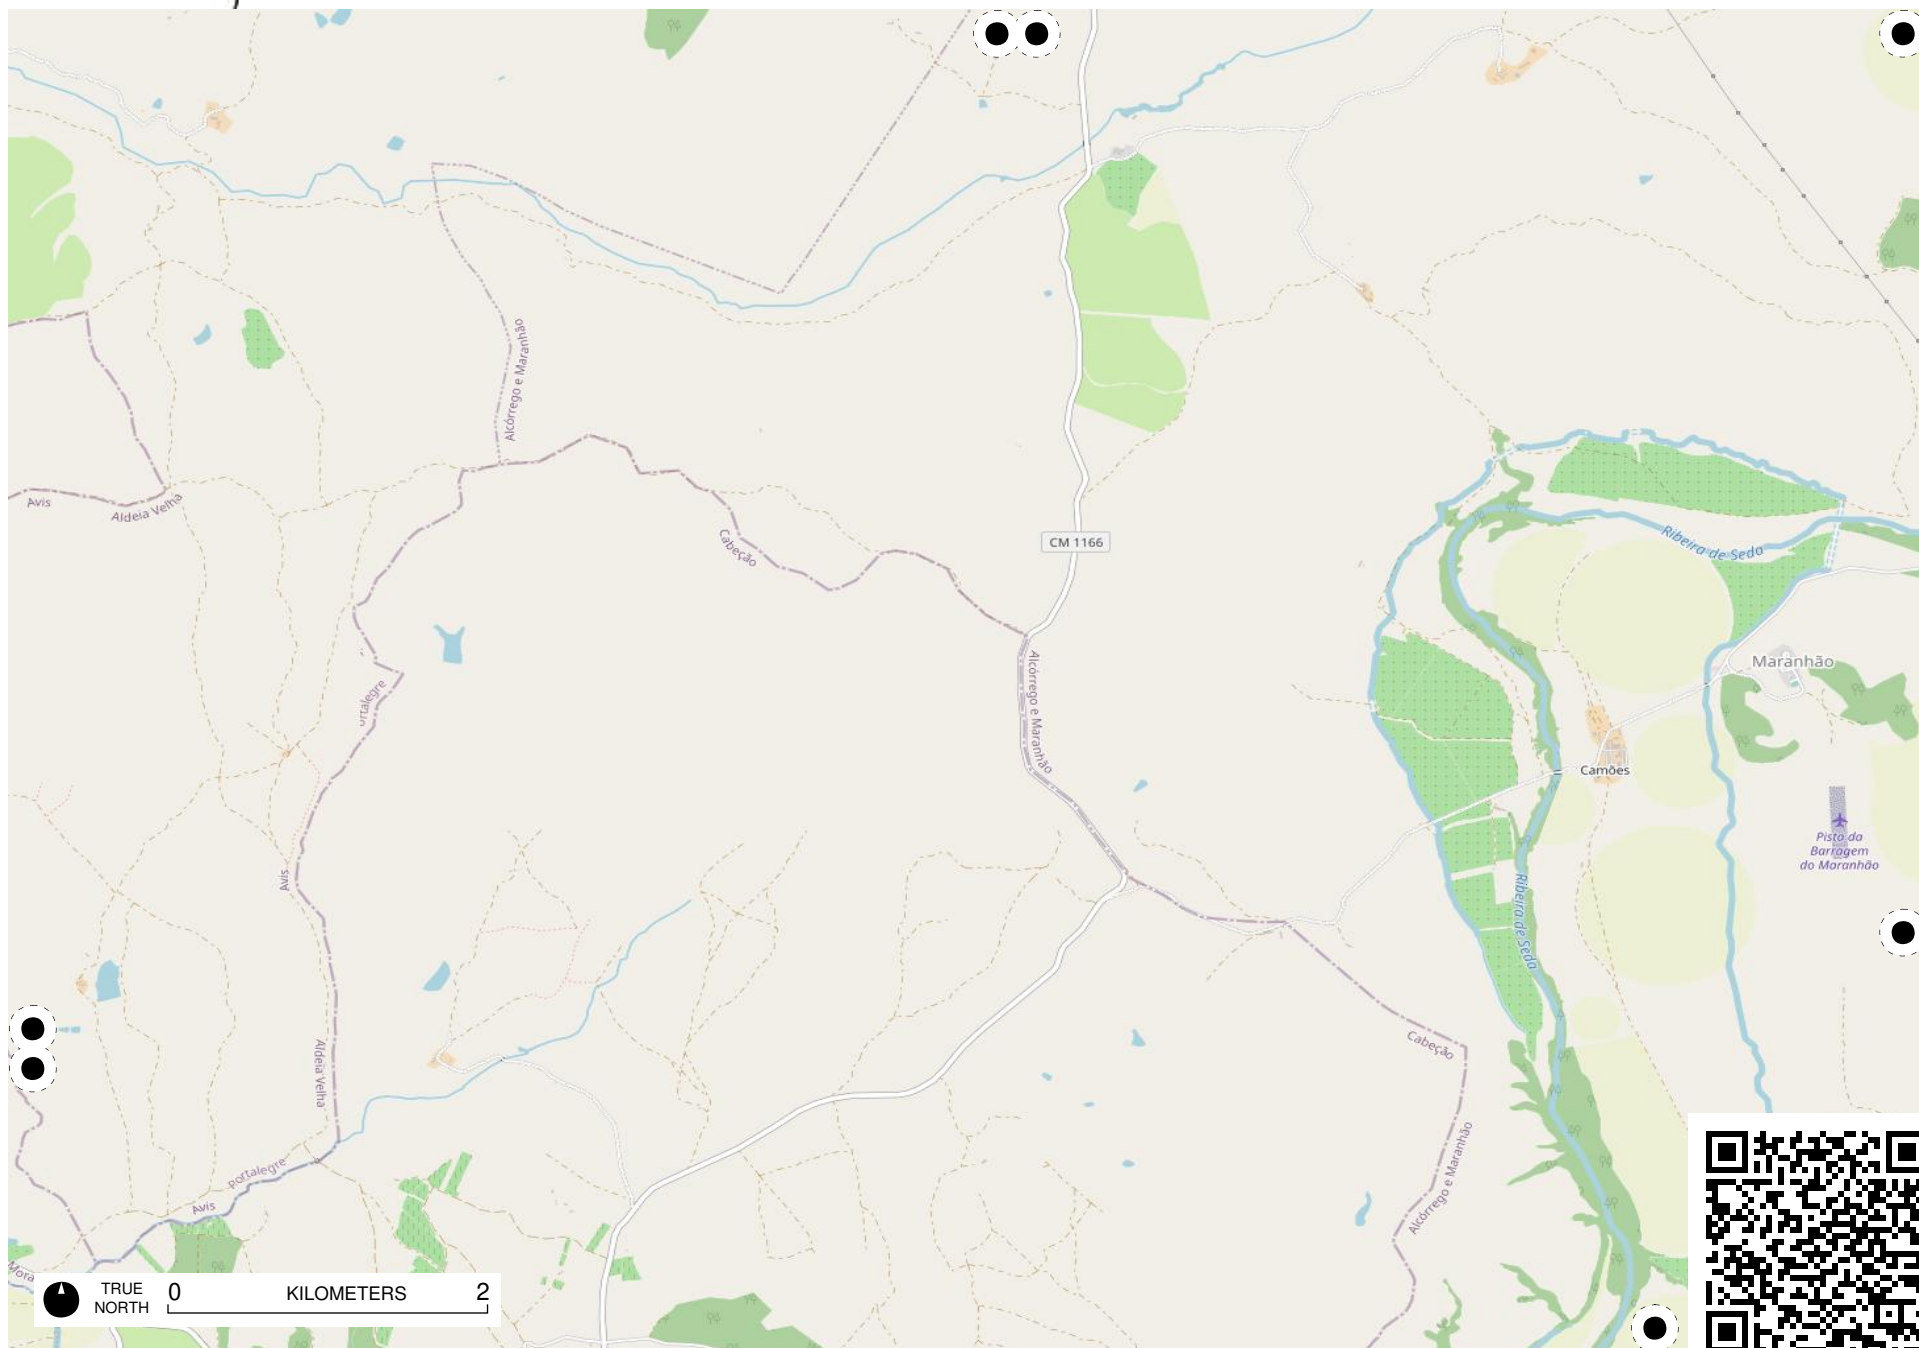 Alcórrego e Maranhão
Avis
Aldeia Velha
Cabeção
CM 1166
Ribeira de Seda
Maranhão
Alcórrego e Maranhão
Camões
Pista da
Barragem
do Maranhão
Avis
Ribeira de Seda
Cabeção
Aldeia Velha
Alcórrego e Maranhão
Portalegre
Avis
TRUE
NORTH
0 KILOMETERS 2